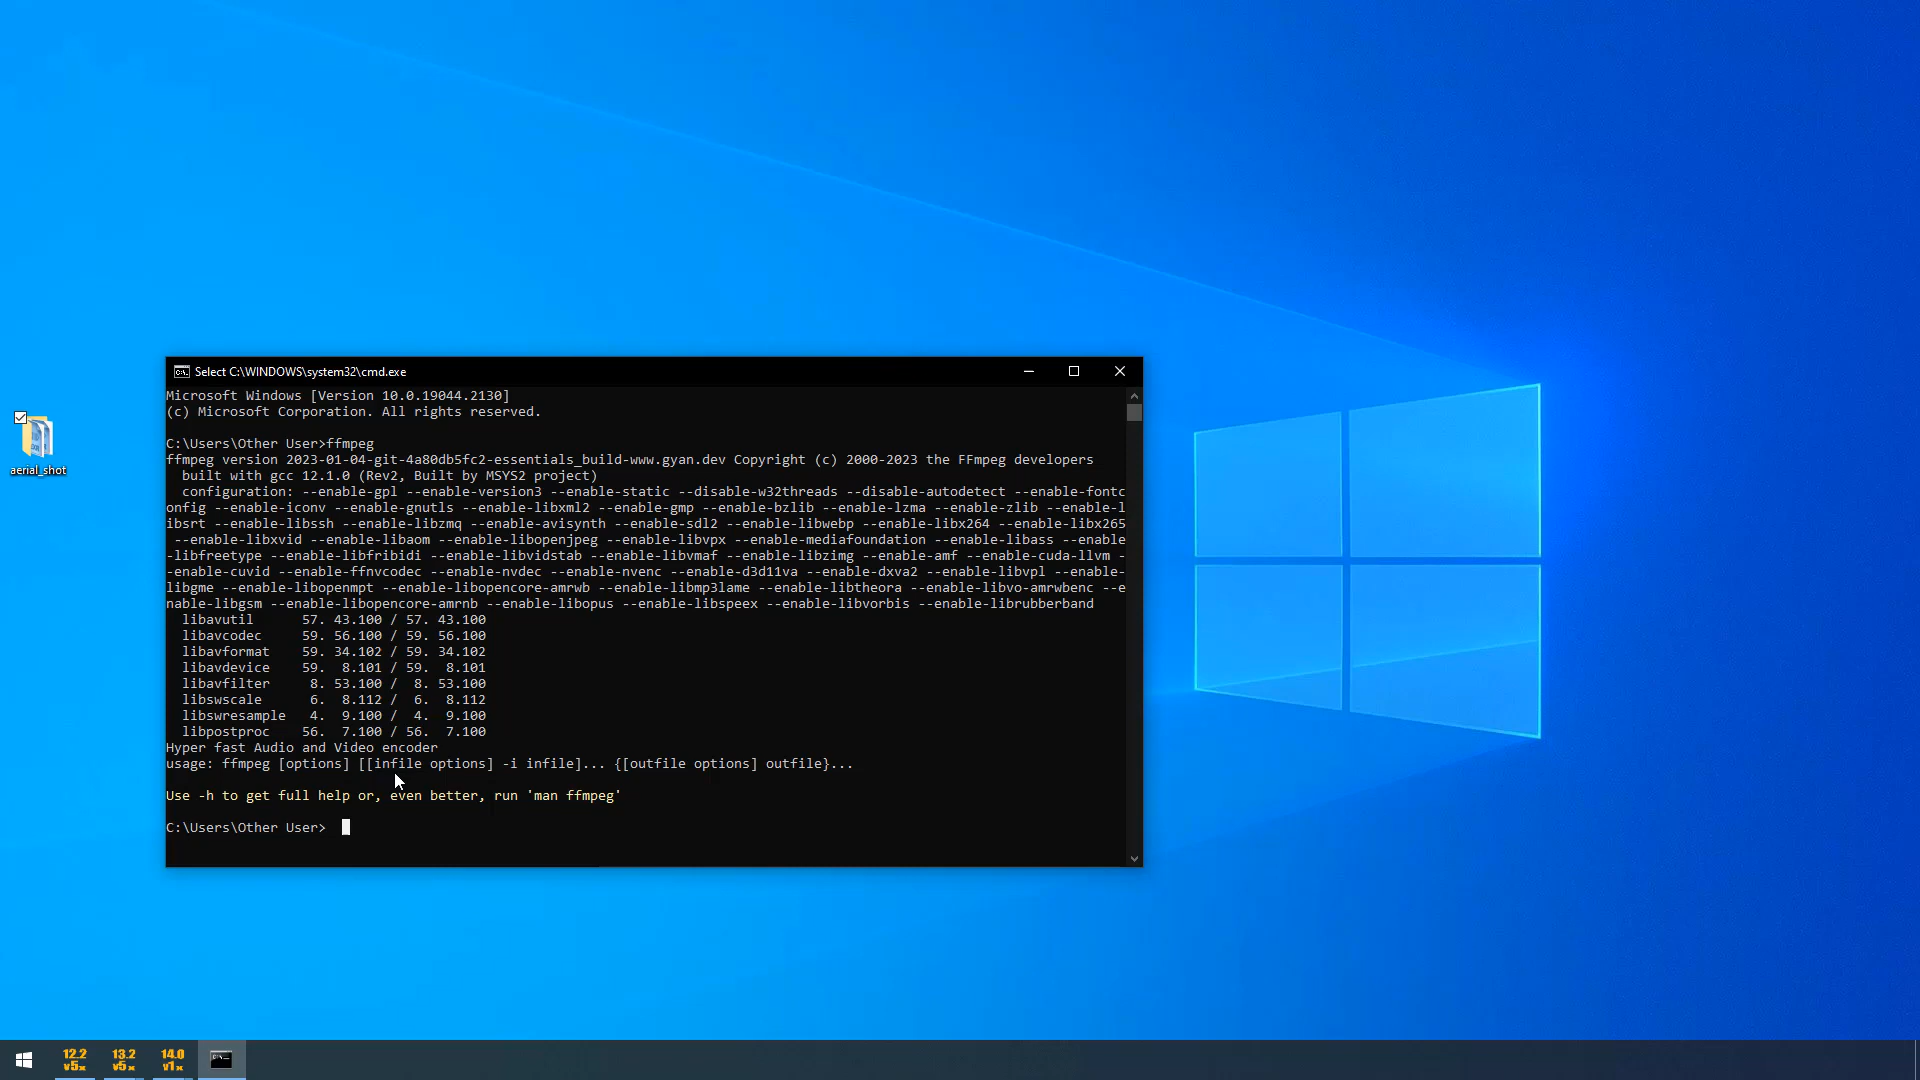 Select C:\WINDOWS\system32\cmd.exe
Microsoft Windows [Version 10.0.19044.2130]
(c) Microsoft Corporation. All rights reserved.
C:\Users\Other User>ffmpeg
ffmpeg version 2023-01-04-git-4a80db5fc2-essentials_build-www.gyan.dev Copyright (c) 2000-2023 the FFmpeg developers
built with gcc 12.1.0 (Rev2, Built by MSYS2 project)
configuration: --enable-gpl --enable-version3 --enable-static --disable-w32threads --disable-autodetect --enable-fontc
onfig --enable-iconv --enable-gnutls --enable-libxml2 --enable-gmp --enable-bzlib --enable-lzma --enable-zlib --enable-l
ibsrt --enable-libssh --enable-libzmq --enable-avisynth --enable-sdl2 --enable-libwebp --enable-libx264 --enable-libx265
--enable-libxvid --enable-libaom --enable-libopenjpeg --enable-libvpx --enable-mediafoundation --enable-libass --enable
-libfreetype --enable-libfribidi --enable-libvidstab --enable-libvmaf --enable-libzimg --enable-amf --enable-cuda-llvm -
-enable-cuvid --enable-ffnvcodec --enable-nvdec --enable-nvenc --enable-d3d11va --enable-dxva2 --enable-libvpl --enable-
libgme --enable-libopenmpt --enable-libopencore-amrwb --enable-libmp3lame --enable-libtheora --enable-libvo-amrwbenc --e
nable-libgsm --enable-libopencore-amrnb --enable-libopus --enable-libspeex --enable-libvorbis --enable-librubberband
libavutil 57. 43.100 / 57. 43.100
libavcodec 59. 56.100 / 59. 56.100
libavformat 59. 34.102 / 59. 34.102
libavdevice 59. 8.101 / 59. 8.101
libavfilter 8. 53.100 / 8. 53.100
libswscale 6. 8.112 / 6. 8.112
libswresample 4. 9.100 / 4. 9.100
libpostproc 56. 7.100 / 56. 7.100
Hyper fast Audio and Video encoder
usage: ffmpeg [options] [[infile options] -i infile]... {[outfile options] outfile}...
Use -h to get full help or, even better, run 'man ffmpeg'
C:\Users\Other User>
aerial_shot
12.2
v5x
13.2
v5x
14.0
v1x